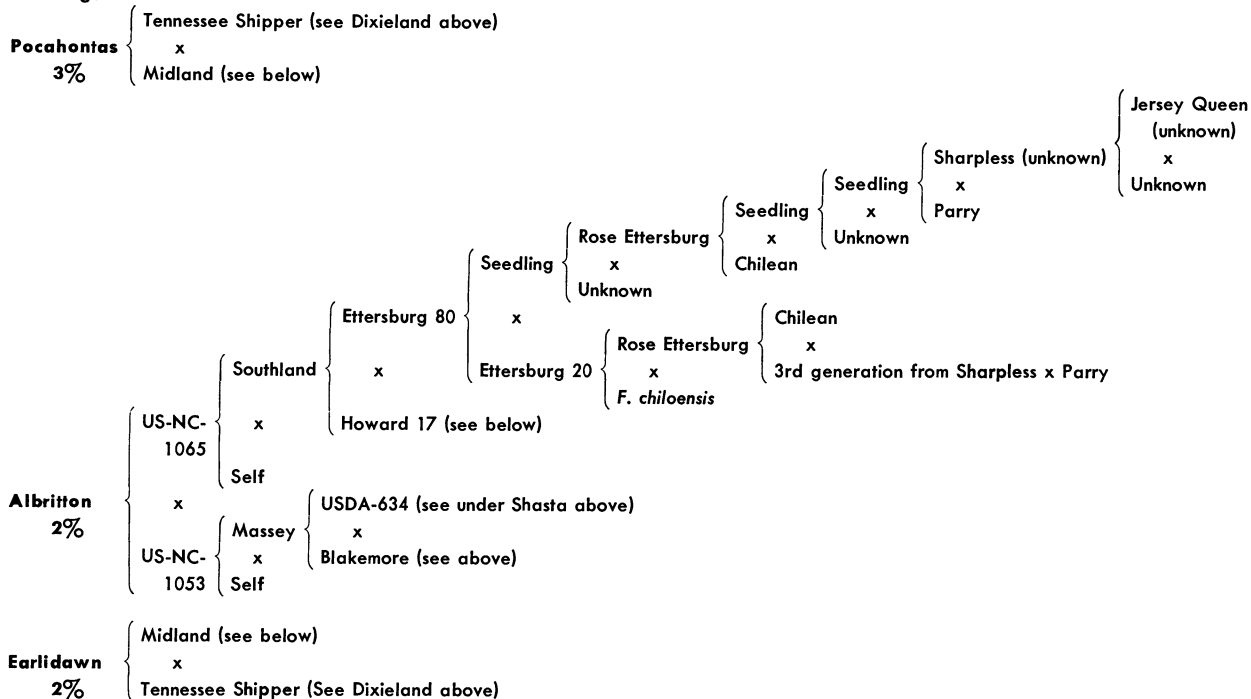 Tennessee Shipper (see Dixieland above)
Pocahontas x
3% Midland (see below)
Jersey Queen
(unknown)
Sharpless (unknown) x
Seedling x Unknown
Seedling x Parry
Rose Ettersburg x Unknown
Seedling x Chilean
Unknown
Ettersburg 80 x Chilean
Rose Ettersburg x
Southland x Ettersburg 20 x 3rd generation from Sharpless x Parry
F. chiloensis
US-NC- x Howard 17 (see below)
1065
Self
Albritton x USDA-634 (see under Shasta above)
2% Massey x
US-NC- x Blakemore (see above)
1053 Self
Midland (see below)
Earlidawn x
2% Tennessee Shipper (See Dixieland above)